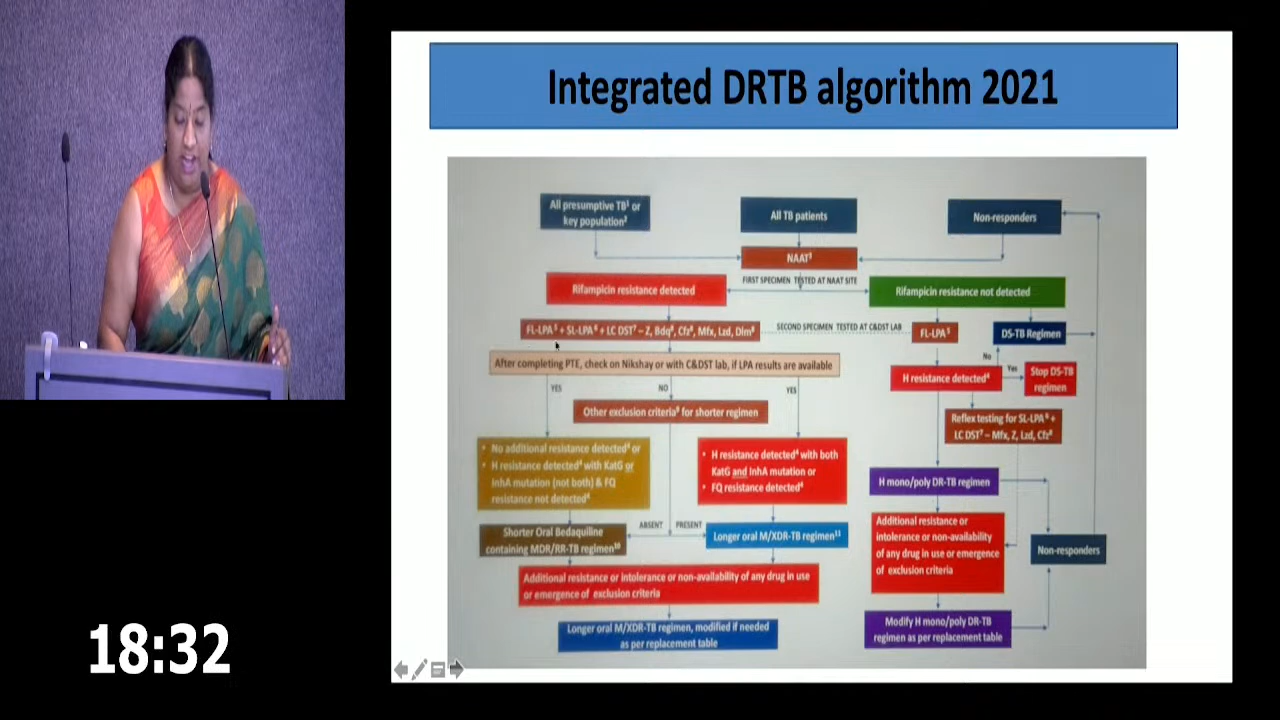 Integrated DRTB algorithm 2021
All presumptive TB¹ or
key population²
All TB patients
Non-responders
NAAT³
FIRST SPECIMEN TESTED AT NAAT SITE
Rifampicin resistance detected
Rifampicin resistance not detected
FL-LPA⁵ + SL-LPA⁶ + LC DST⁷ – Z, Bdq⁸, Cfz⁸, Mfx, Lzd, Dlm⁸
SECOND SPECIMEN TESTED AT C&DST LAB
FL-LPA⁵
DS-TB Regimen
After completing PTE, check on Nikshay or with C&DST lab, if LPA results are available
No
H resistance detected⁴
Yes
Stop DS-TB
regimen
YES
NO
YES
Other exclusion criteria⁹ for shorter regimen
Reflex testing for SL-LPA⁶ +
LC DST⁷ – Mfx, Z, Lzd, Cfz⁸
• No additional resistance detected⁴ or
• H resistance detected⁴ with KatG or
InhA mutation (not both) & FQ
resistance not detected⁴
• H resistance detected⁴ with both
KatG and InhA mutation or
• FQ resistance detected⁴
H mono/poly DR-TB regimen
Shorter Oral Bedaquiline
containing MDR/RR-TB regimen¹⁰
ABSENT
PRESENT
Longer oral M/XDR-TB regimen¹¹
Additional resistance or
intolerance or non-availability
of any drug in use or emergence
of exclusion criteria
Non-responders
Additional resistance or intolerance or non-availability of any drug in use
or emergence of exclusion criteria
Longer oral M/XDR-TB regimen, modified if needed
as per replacement table
Modify H mono/poly DR-TB
regimen as per replacement table
18:32